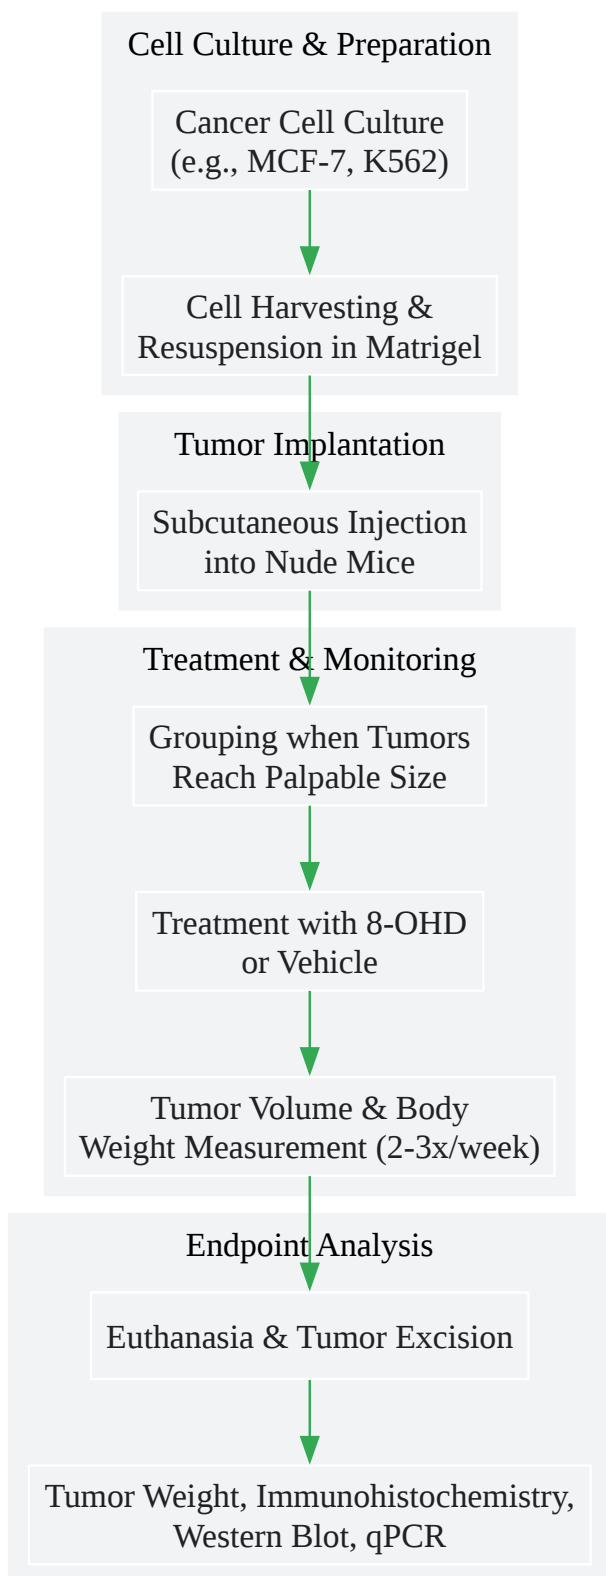 Cell Culture & Preparation
Cancer Cell Culture
(e.g., MCF-7, K562)
Cell Harvesting &
Resuspension in Matrigel
Tumor Implantation
Subcutaneous Injection
into Nude Mice
Treatment & Monitoring
Grouping when Tumors
Reach Palpable Size
Treatment with 8-OHD
or Vehicle
Tumor Volume & Body
Weight Measurement (2-3x/week)
Endpoint Analysis
Euthanasia & Tumor Excision
Tumor Weight, Immunohistochemistry,
Western Blot, qPCR